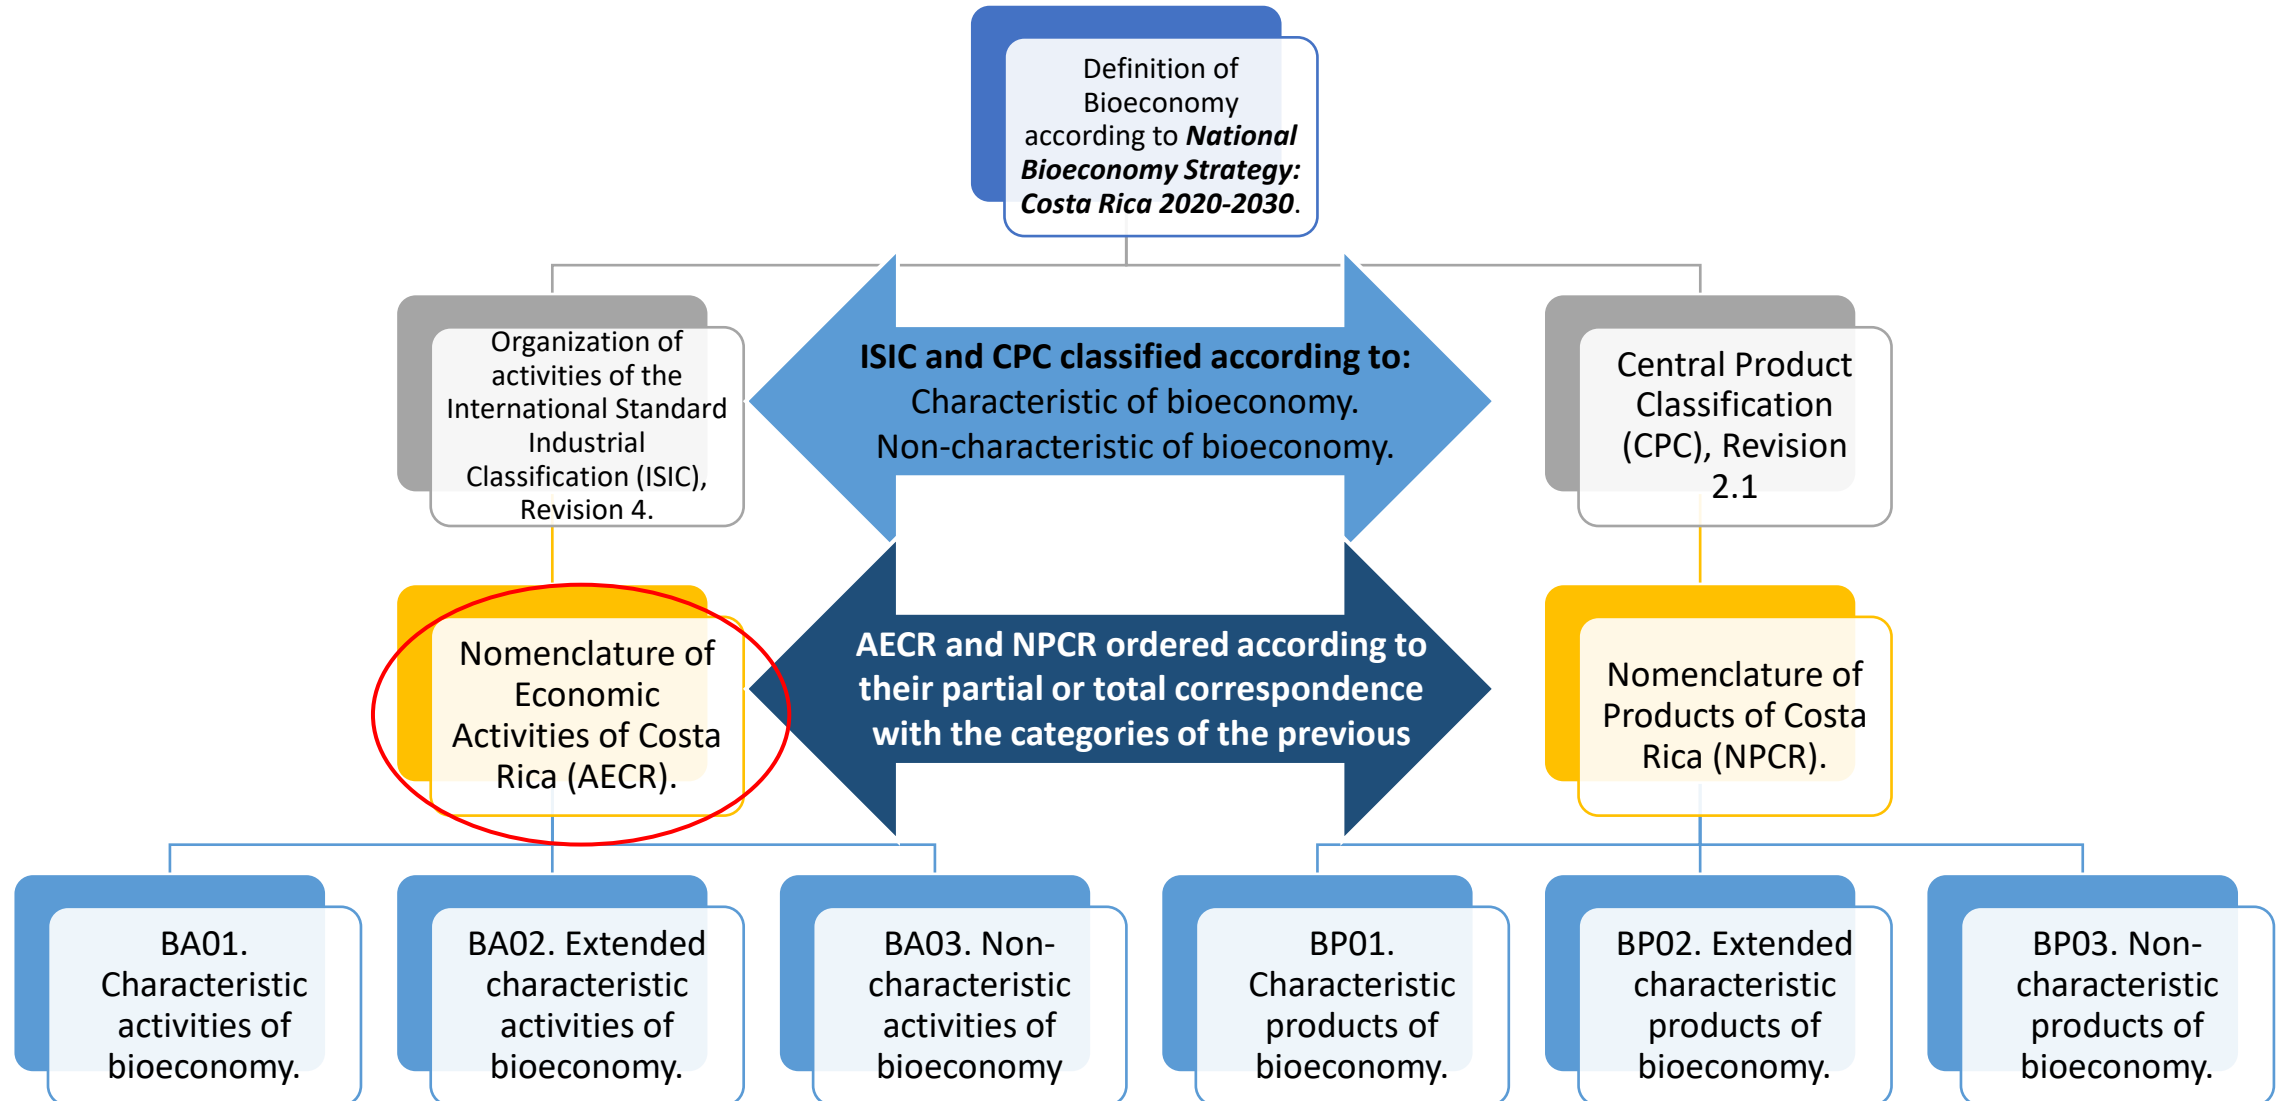 Definition of
Bioeconomy
according to National
Bioeconomy Strategy:
Costa Rica 2020-2030.
Organization of
activities of the
International Standard
Industrial
Classification (ISIC),
Revision 4.
ISIC and CPC classified according to:
Characteristic of bioeconomy.
Non-characteristic of bioeconomy.
Central Product
Classification
(CPC), Revision
2.1
Nomenclature of
Economic
Activities of Costa
Rica (AECR).
AECR and NPCR ordered according to
their partial or total correspondence
with the categories of the previous
Nomenclature of
Products of Costa
Rica (NPCR).
BA01.
Characteristic
activities of
bioeconomy.
BA02. Extended
characteristic
activities of
bioeconomy.
BA03. Non-
characteristic
activities of
bioeconomy
BP01.
Characteristic
products of
bioeconomy.
BP02. Extended
characteristic
products of
bioeconomy.
BP03. Non-
characteristic
products of
bioeconomy.